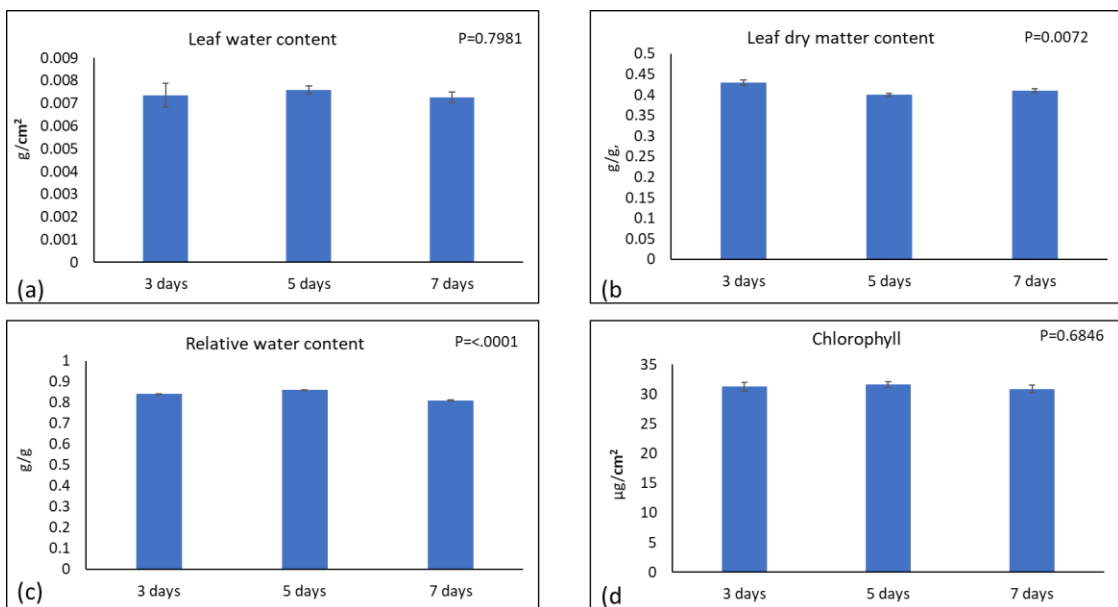 Leaf water content
P=0.7981
0.009
0.008
0.007
0.006
0.005
0.004
0.003
0.002
0.001
0
g/cm²
3 days
5 days
7 days
(a)
Leaf dry matter content
P=0.0072
0.5
0.45
0.4
0.35
0.3
0.25
0.2
0.15
0.1
0.05
0
g/g,
3 days
5 days
7 days
(b
Relative water content
P=<.0001
1
0.9
0.8
0.7
0.6
0.5
0.4
0.3
0.2
0.1
0
g/g
3 days
5 days
7 days
(c)
Chlorophyll
P=0.6846
35
30
25
20
15
10
5
0
µg/cm²
3 days
5 days
7 days
(d